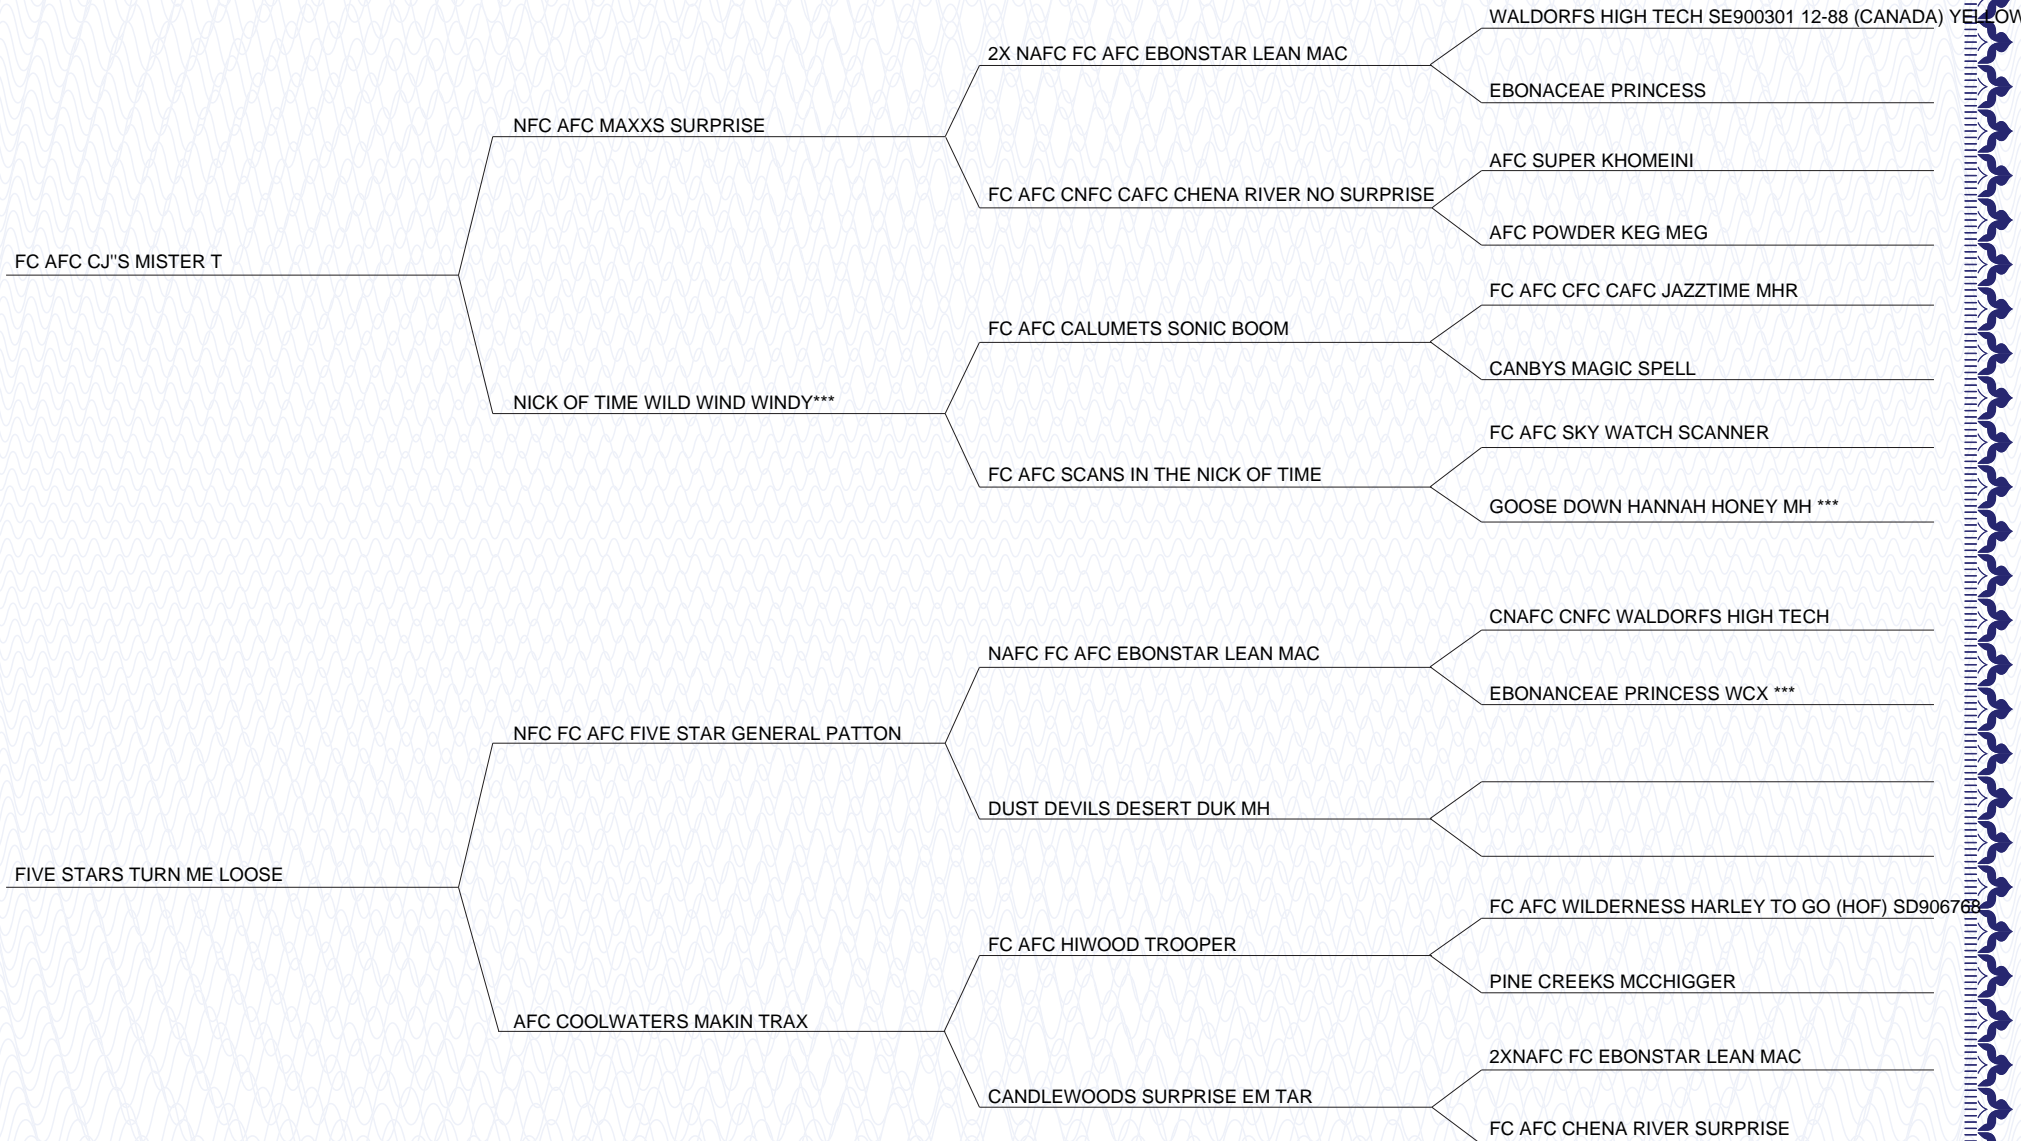 WALDORFS HIGH TECH SE900301 12-88 (CANADA) YELLOW
2X NAFC FC AFC EBONSTAR LEAN MAC
EBONACEAE PRINCESS
NFC AFC MAXXS SURPRISE
AFC SUPER KHOMEINI
FC AFC CNFC CAFC CHENA RIVER NO SURPRISE
AFC POWDER KEG MEG
FC AFC CJ"S MISTER T
FC AFC CFC CAFC JAZZTIME MHR
FC AFC CALUMETS SONIC BOOM
CANBYS MAGIC SPELL
NICK OF TIME WILD WIND WINDY***
FC AFC SKY WATCH SCANNER
FC AFC SCANS IN THE NICK OF TIME
GOOSE DOWN HANNAH HONEY MH ***
CNAFC CNFC WALDORFS HIGH TECH
NAFC FC AFC EBONSTAR LEAN MAC
EBONANCEAE PRINCESS WCX ***
NFC FC AFC FIVE STAR GENERAL PATTON
DUST DEVILS DESERT DUK MH
FIVE STARS TURN ME LOOSE
FC AFC WILDERNESS HARLEY TO GO (HOF) SD906768
FC AFC HIWOOD TROOPER
PINE CREEKS MCCHIGGER
AFC COOLWATERS MAKIN TRAX
2XNAFC FC EBONSTAR LEAN MAC
CANDLEWOODS SURPRISE EM TAR
FC AFC CHENA RIVER SURPRISE